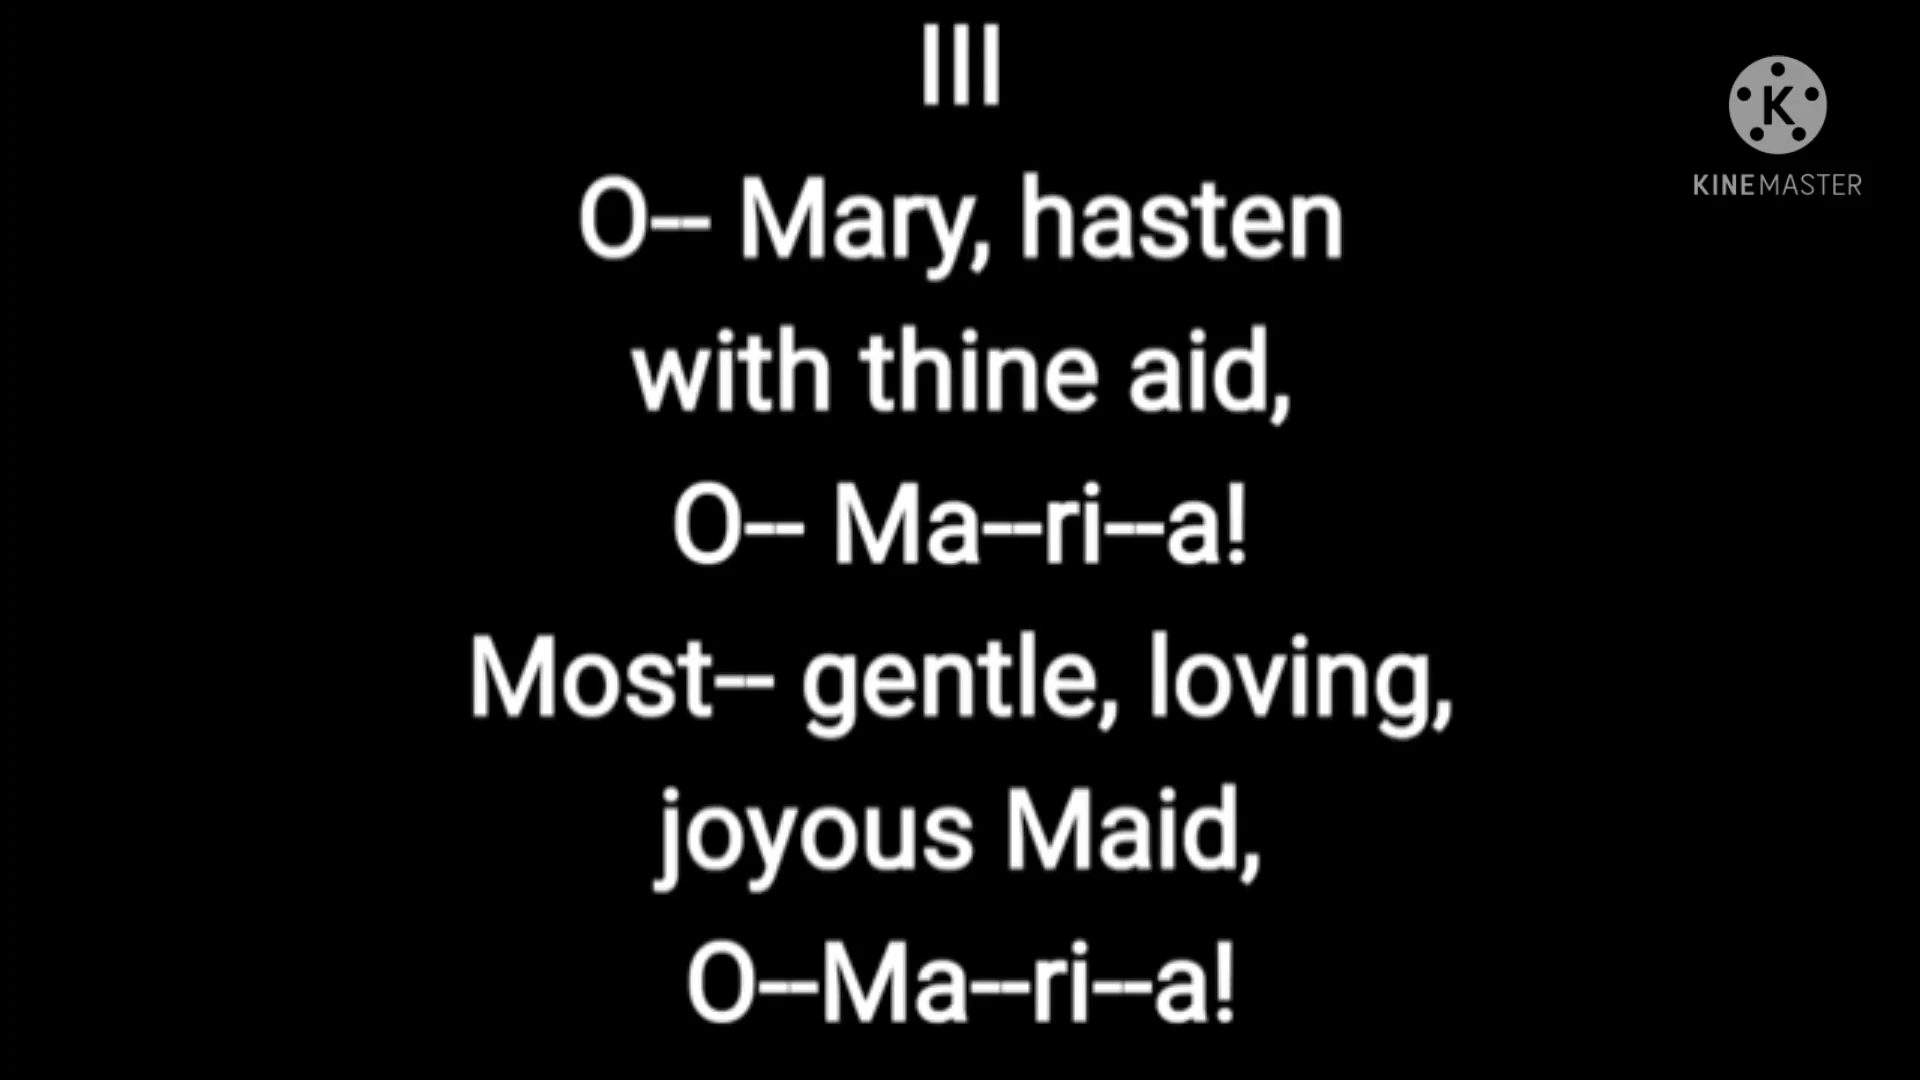 III
O-- Mary, hasten
with thine aid,
O-- Ma--ri--a!
Most-- gentle, loving,
joyous Maid,
O--Ma--ri--a!
K
KINEMASTER